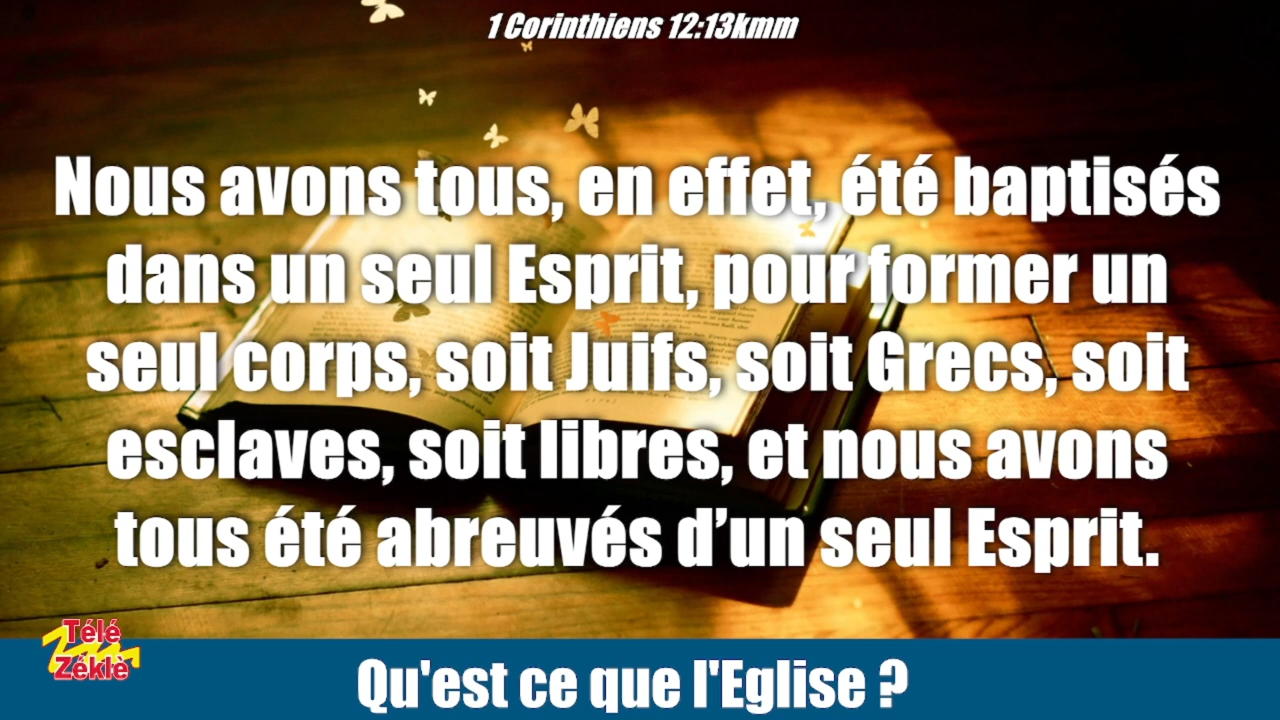 1 Corinthiens 12:13kmm
Nous avons tous, en effet, été baptisés
dans un seul Esprit, pour former un
seul corps, soit Juifs, soit Grecs, soit
esclaves, soit libres, et nous avons
tous été abreuvés d’un seul Esprit.
Télé
Zéklè
Qu'est ce que l'Eglise ?